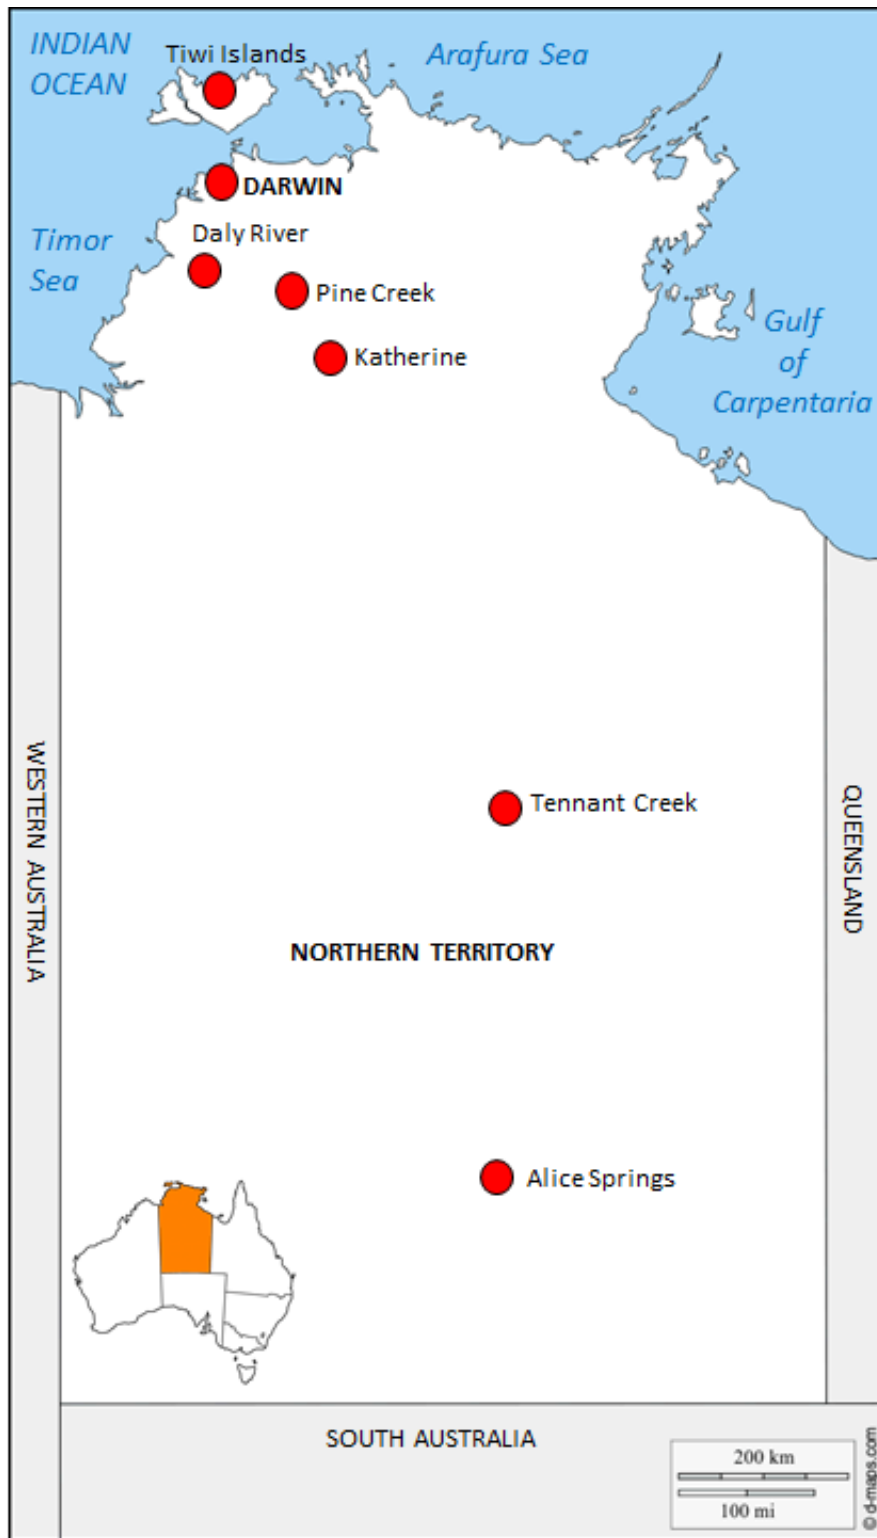 INDIAN
OCEAN
Tiwi Islands
Arafura Sea
DARWIN
Daly River
Timor
Sea
Pine Creek
Gulf
of
Carpentaria
Katherine
WESTERN AUSTRALIA
Tennant Creek
QUEENSLAND
NORTHERN TERRITORY
Alice Springs
SOUTH AUSTRALIA
200 km
100 mi
© d-maps.com